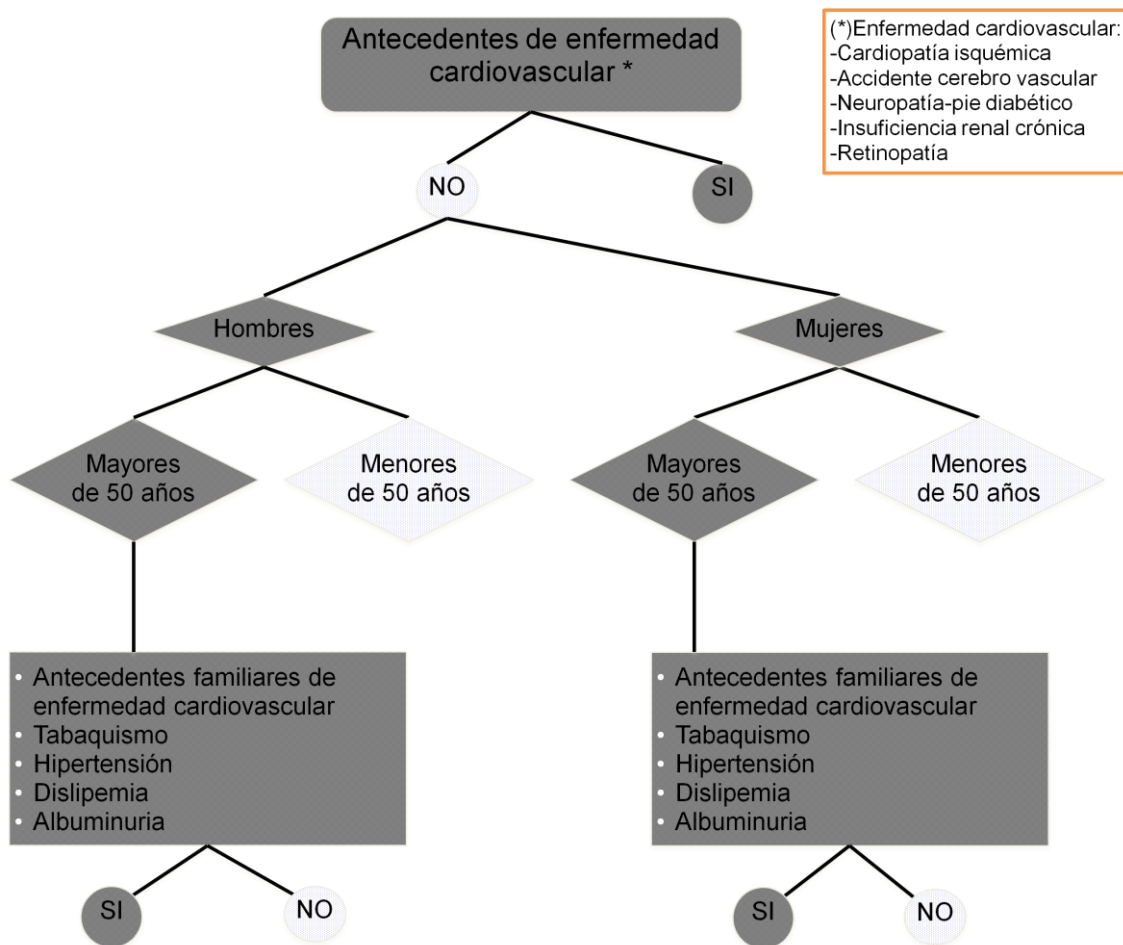 Antecedentes de enfermedad
cardiovascular *
(*)Enfermedad cardiovascular:
-Cardiopatía isquémica
-Accidente cerebro vascular
-Neuropatía-pie diabético
-Insuficiencia renal crónica
-Retinopatía
NO
SI
Hombres
Mujeres
Mayores
de 50 años
Menores
de 50 años
Mayores
de 50 años
Menores
de 50 años
• Antecedentes familiares de
enfermedad cardiovascular
• Tabaquismo
• Hipertensión
• Dislipemia
• Albuminuria
• Antecedentes familiares de
enfermedad cardiovascular
• Tabaquismo
• Hipertensión
• Dislipemia
• Albuminuria
SI
NO
SI
NO